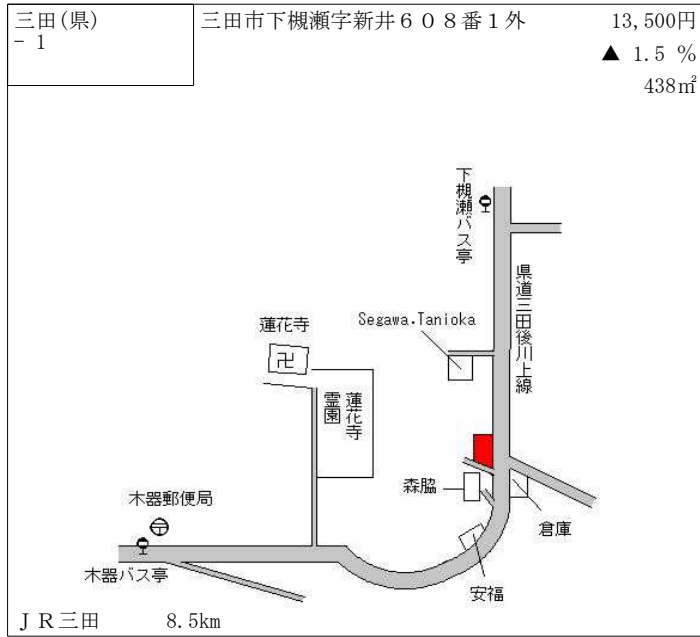 三田(県)
- 1
三田市下槻瀬字新井６０８番１外
13,500円
▲ 1.5 %
438㎡
下槻瀬バス亭
県道三田後川上線
Segawa.Tanioka
蓮花寺
卍
蓮花寺
霊園
森脇
木器郵便局
倉庫
木器バス亭
安福
ＪＲ三田
8.5km